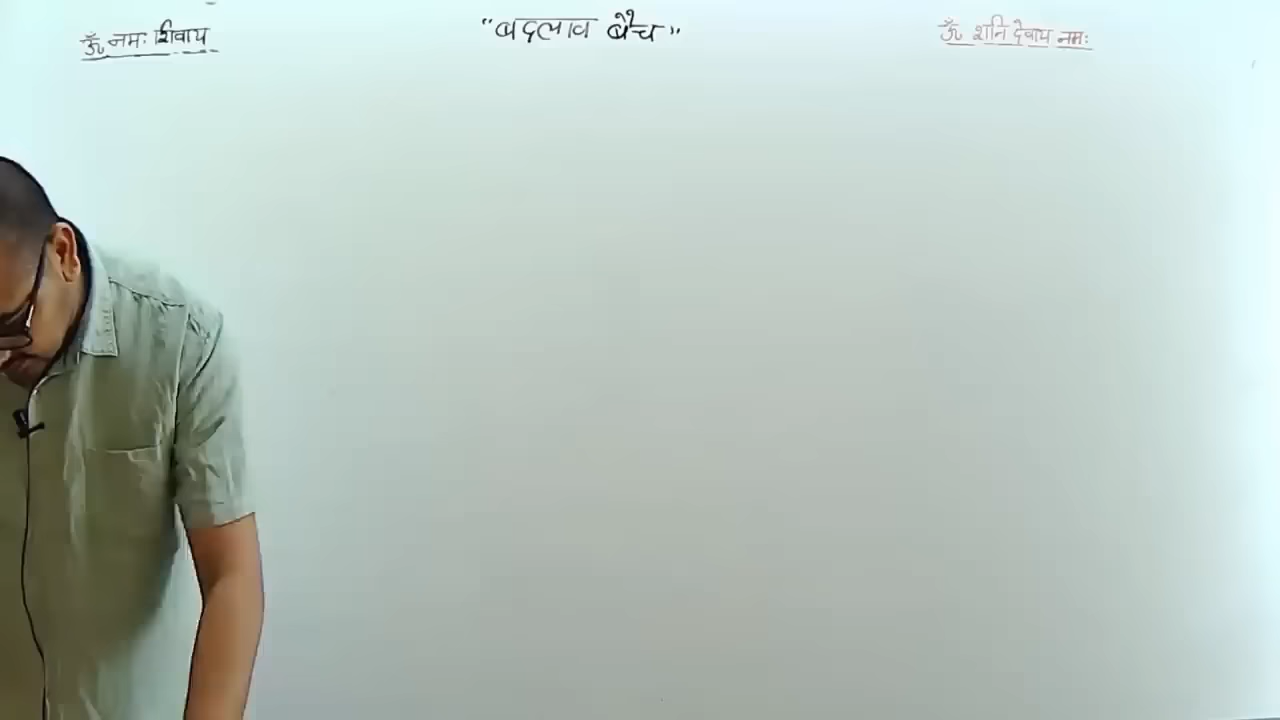 ॐ नमः शिवाय
"बदलाव बैच"
ॐ शनि देवाय नमः